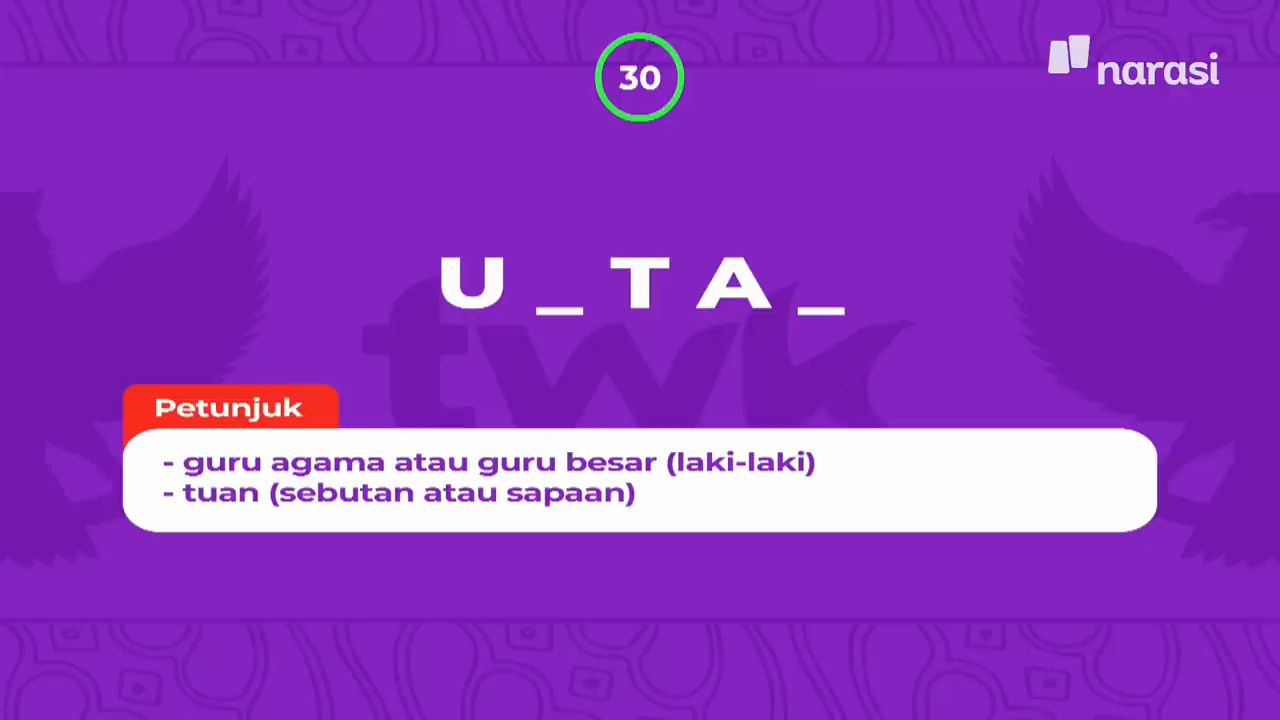 30
narasi
U _ T A _
twk
Petunjuk
- guru agama atau guru besar (laki-laki)
- tuan (sebutan atau sapaan)